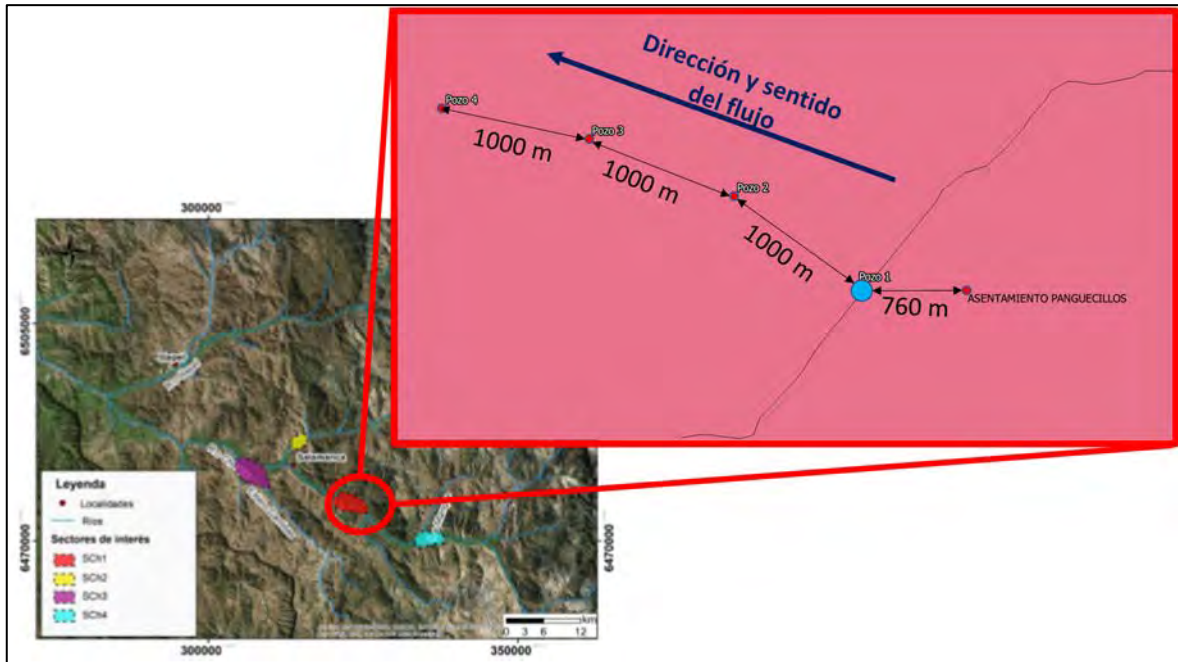 Dirección y sentido
del flujo
Pozo 4
1000 m
Pozo 3
1000 m
Pozo 2
1000 m
Pozo 1
760 m
ASENTAMIENTO PANGUECILLOS
300000
6505000
Salamanca
6470000
6470000
Leyenda
Localidades
Ríos
Sectores de interés
SCh1
SCh2
SCh3
SCh4
km
0 3 6 12
300000
350000